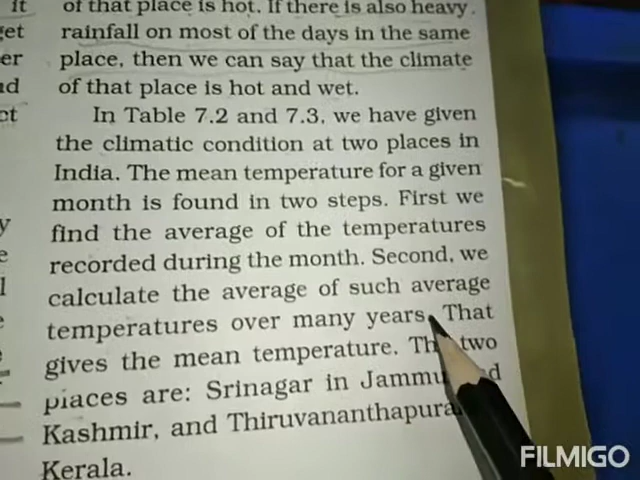 it of that place is hot. If there is also heavy
get rainfall on most of the days in the same
er place, then we can say that the climate
of that place is hot and wet.
In Table 7.2 and 7.3, we have given
the climatic condition at two places in
India. The mean temperature for a given
month is found in two steps. First we
y find the average of the temperatures
e recorded during the month. Second, we
calculate the average of such average
temperatures over many years. That
gives the mean temperature. two
places are: Srinagar in Jammu
Kashmir, and
Kerala.
FILMIGO